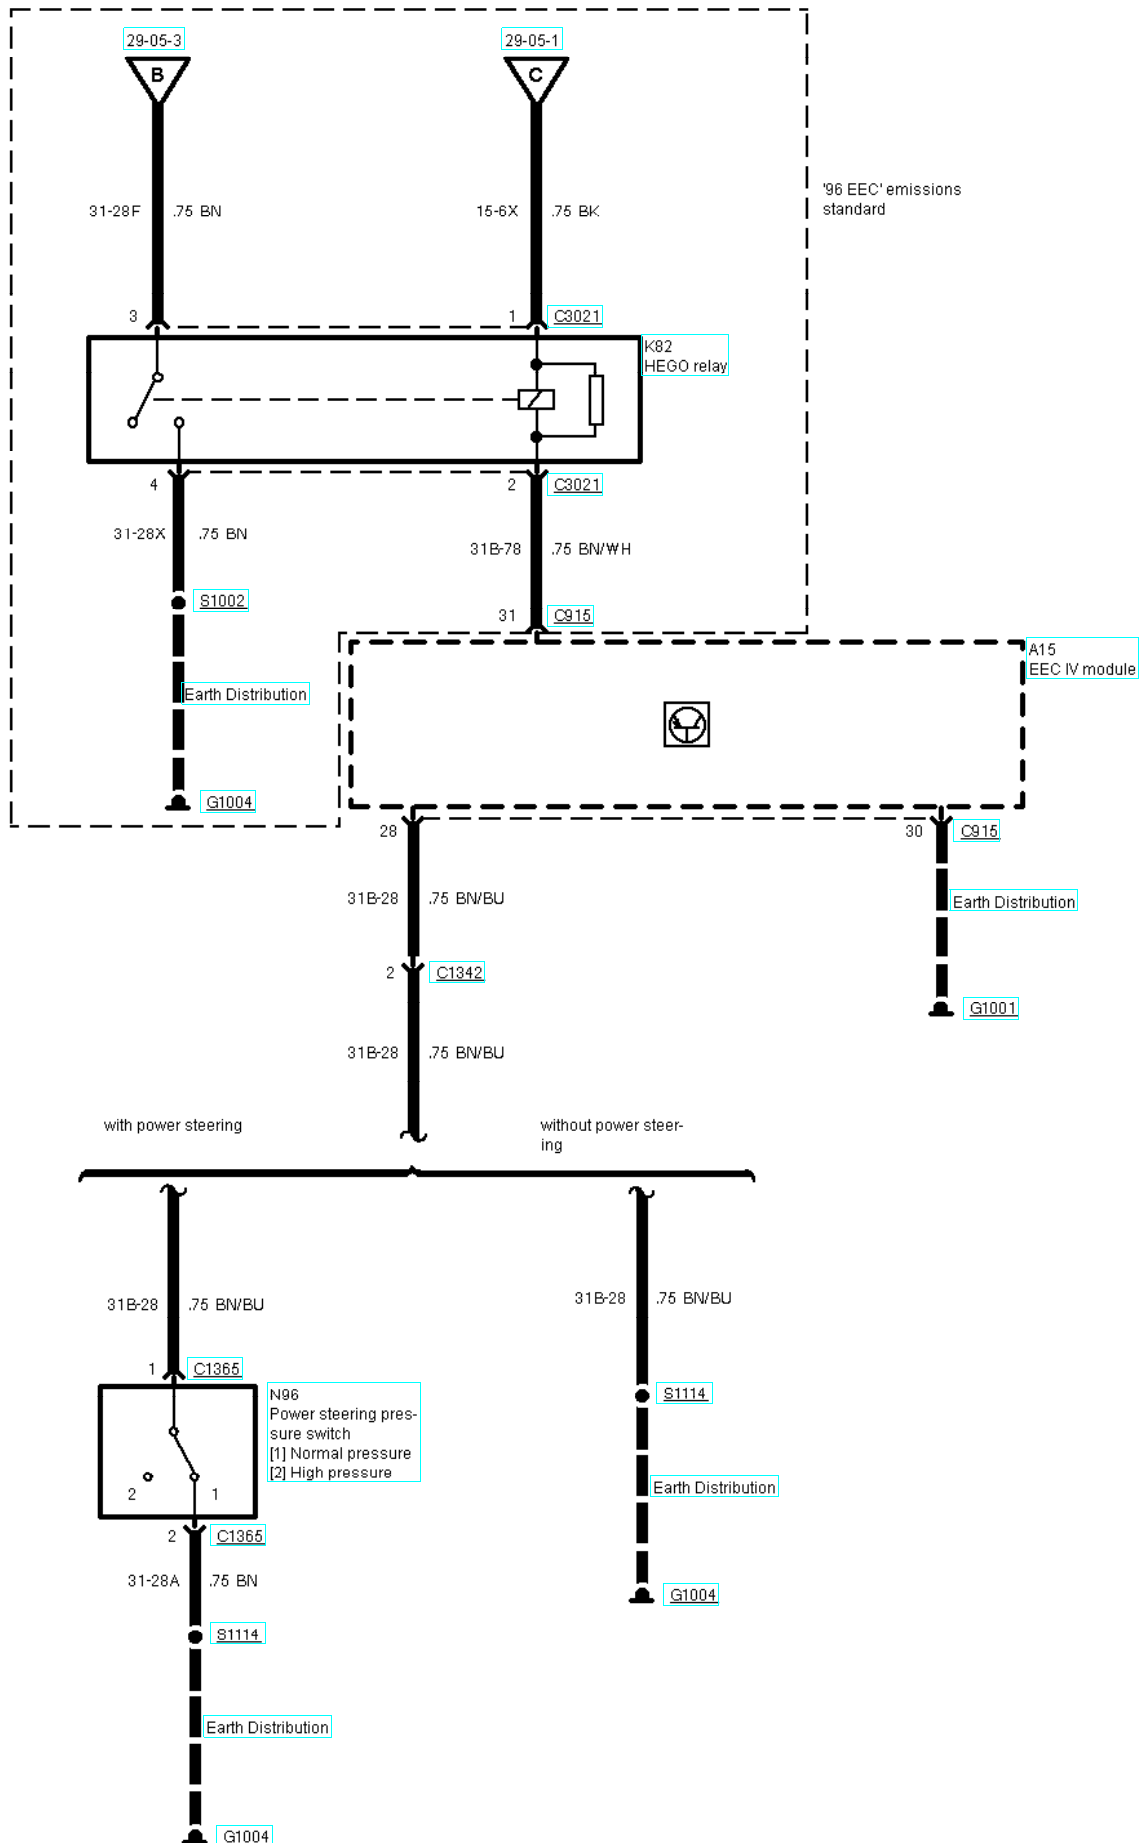 29-05-3
29-05-1
B
C
'96 EEC' emissions
standard
31-28F
.75 BN
15-6X
.75 BK
3
1
C3021
K82
HEGO relay
4
2
C3021
31-28X
.75 BN
31B-78
.75 BN/WH
S1002
31
C915
A15
EEC IV module
Earth Distribution
G1004
28
30
C915
31B-28
.75 BN/BU
Earth Distribution
2
C1342
G1001
31B-28
.75 BN/BU
with power steering
without power steer-
ing
31B-28
.75 BN/BU
31B-28
.75 BN/BU
1
C1365
N96
Power steering pres-
sure switch
[1] Normal pressure
[2] High pressure
S1114
2
1
Earth Distribution
2
C1365
31-28A
.75 BN
G1004
S1114
Earth Distribution
G1004